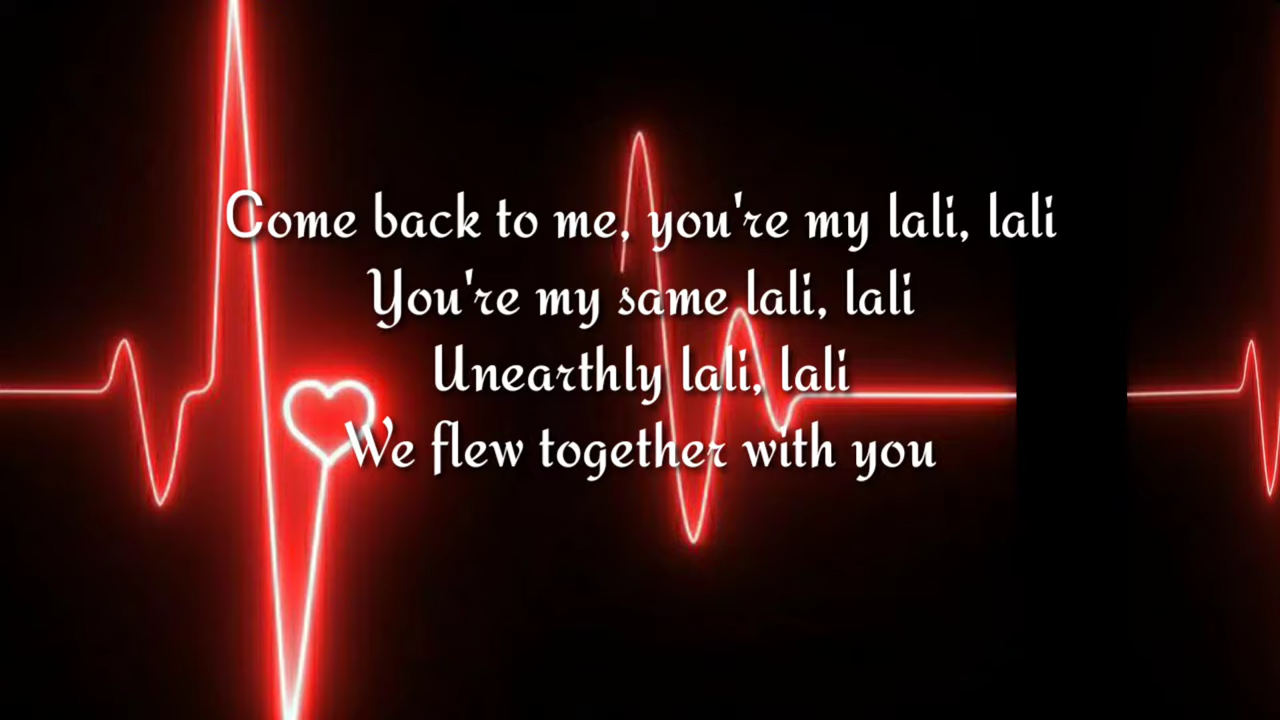 Come back to me, you're my lali, lali
You're my same lali, lali
Unearthly lali, lali
We flew together with you